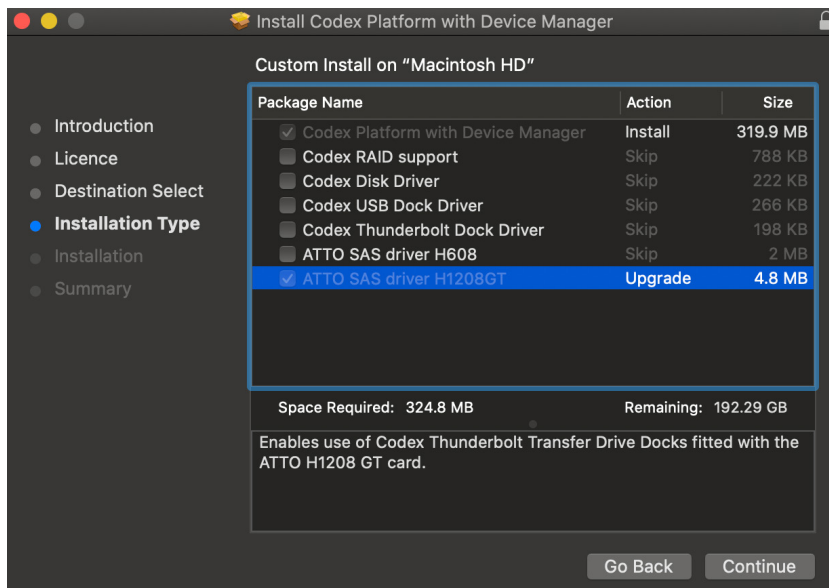 Install Codex Platform with Device Manager
Custom Install on “Macintosh HD”
Introduction
Licence
Destination Select
Installation Type
Installation
Summary
Package Name Action Size
Codex Platform with Device Manager Install 319.9 MB
Codex RAID support Skip 788 KB
Codex Disk Driver Skip 222 KB
Codex USB Dock Driver Skip 266 KB
Codex Thunderbolt Dock Driver Skip 198 KB
ATTO SAS driver H608 Skip 2 MB
ATTO SAS driver H1208GT Upgrade 4.8 MB
Space Required: 324.8 MB Remaining: 192.29 GB
Enables use of Codex Thunderbolt Transfer Drive Docks fitted with the
ATTO H1208 GT card.
Go Back Continue